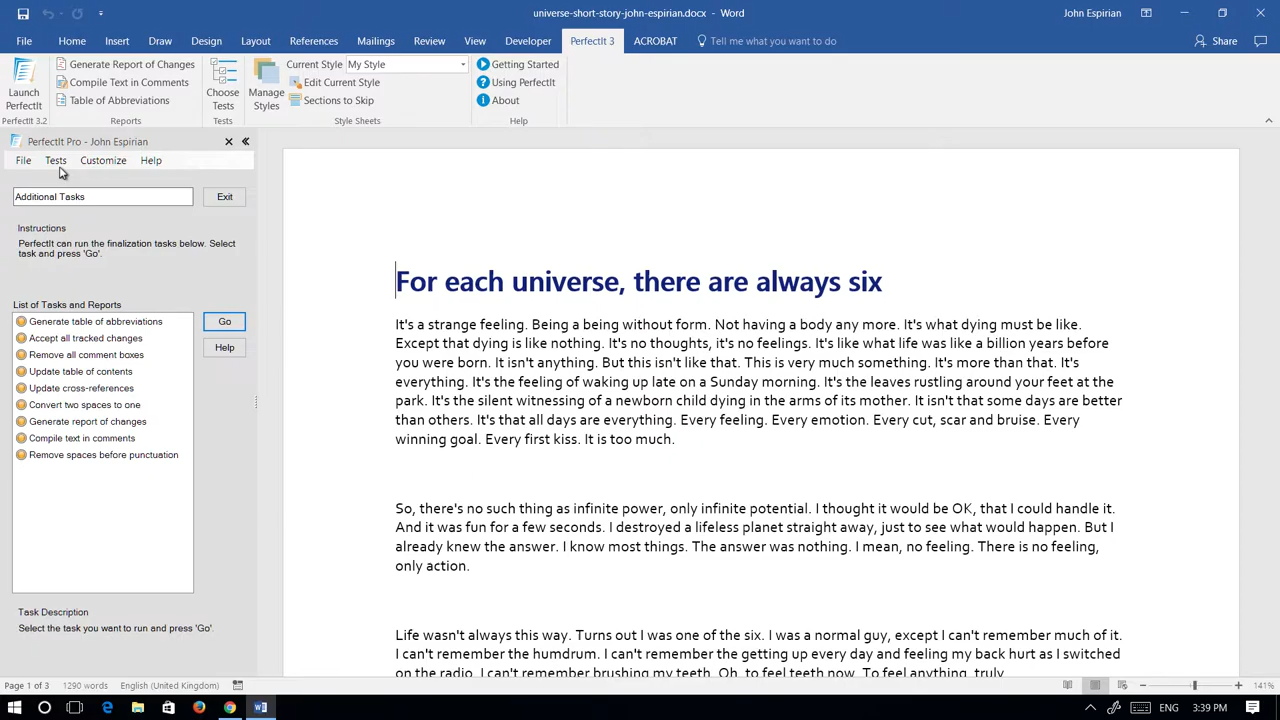 universe-short-story-john-espirian.docx - Word
John Espirian
File Home Insert Draw Design Layout References Mailings Review View Developer PerfectIt 3 ACROBAT Tell me what you want to do Share
Launch PerfectIt
PerfectIt 3.2
Generate Report of Changes
Compile Text in Comments
Table of Abbreviations
Reports
Choose Tests
Tests
Manage Styles
Current Style My Style
Edit Current Style
Sections to Skip
Style Sheets
Getting Started
Using PerfectIt
About
Help
PerfectIt Pro - John Espirian
File Tests Customize Help
Additional Tasks
Exit
Instructions
PerfectIt can run the finalization tasks below. Select
task and press 'Go'.
List of Tasks and Reports
Generate table of abbreviations
Accept all tracked changes
Remove all comment boxes
Update table of contents
Update cross-references
Convert two spaces to one
Generate report of changes
Compile text in comments
Remove spaces before punctuation
Go
Help
Task Description
Select the task you want to run and press 'Go'.
For each universe, there are always six
It's a strange feeling. Being a being without form. Not having a body any more. It's what dying must be like.
Except that dying is like nothing. It's no thoughts, it's no feelings. It's like what life was like a billion years before
you were born. It isn't anything. But this isn't like that. This is very much something. It's more than that. It's
everything. It's the feeling of waking up late on a Sunday morning. It's the leaves rustling around your feet at the
park. It's the silent witnessing of a newborn child dying in the arms of its mother. It isn't that some days are better
than others. It's that all days are everything. Every feeling. Every emotion. Every cut, scar and bruise. Every
winning goal. Every first kiss. It is too much.
So, there's no such thing as infinite power, only infinite potential. I thought it would be OK, that I could handle it.
And it was fun for a few seconds. I destroyed a lifeless planet straight away, just to see what would happen. But I
already knew the answer. I know most things. The answer was nothing. I mean, no feeling. There is no feeling,
only action.
Life wasn't always this way. Turns out I was one of the six. I was a normal guy, except I can't remember much of it.
I can't remember the humdrum. I can't remember the getting up every day and feeling my back hurt as I switched
on the radio. I can't remember brushing my teeth. Oh, to feel teeth now. To feel anything, truly.
Page 1 of 3 1290 words English (United Kingdom)
141%
ENG 3:39 PM